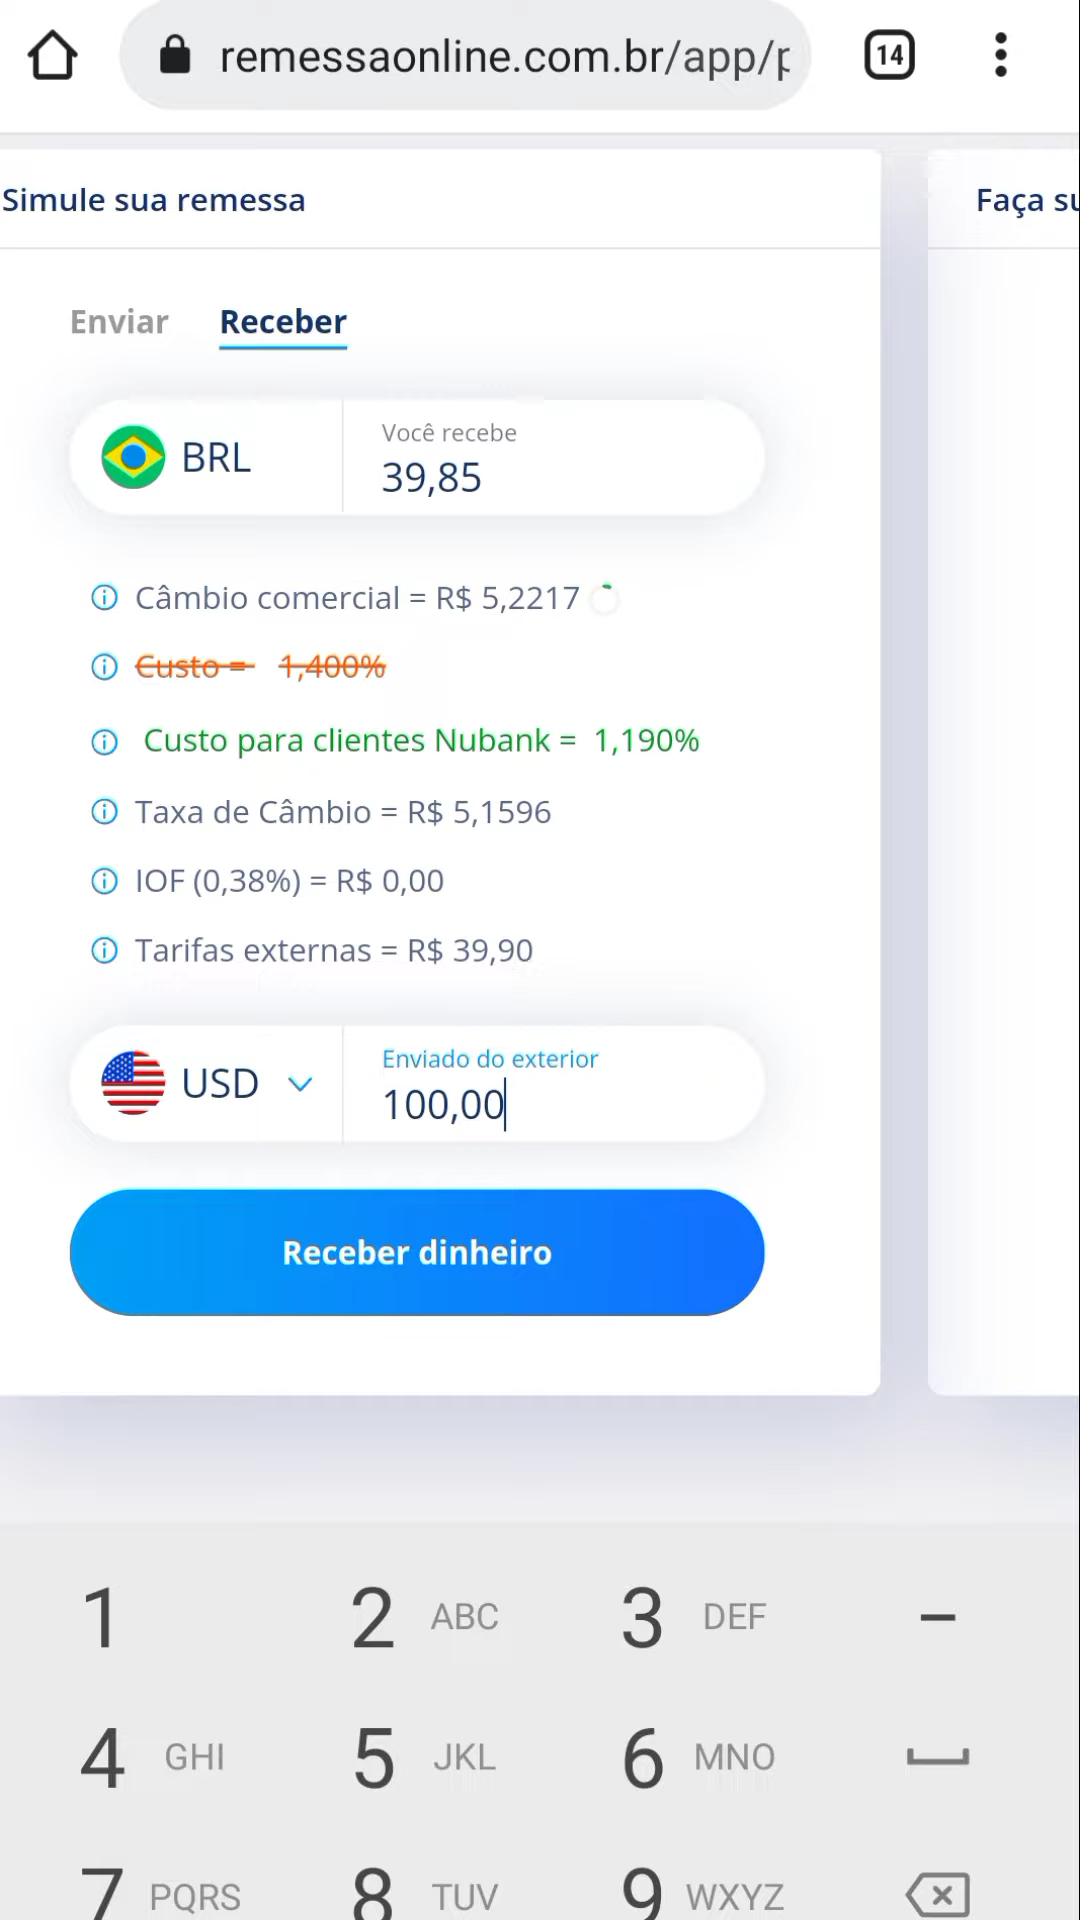 remessaonline.com.br/app/p
14
Simule sua remessa
Faça su
Enviar Receber
BRL
Você recebe
39,85
Câmbio comercial = R$ 5,2217
Custo = 1,400%
Custo para clientes Nubank = 1,190%
Taxa de Câmbio = R$ 5,1596
IOF (0,38%) = R$ 0,00
Tarifas externas = R$ 39,90
USD
Enviado do exterior
100,00
Receber dinheiro
1 2 ABC 3 DEF –
4 GHI 5 JKL 6 MNO
7 PQRS 8 TUV 9 WXYZ